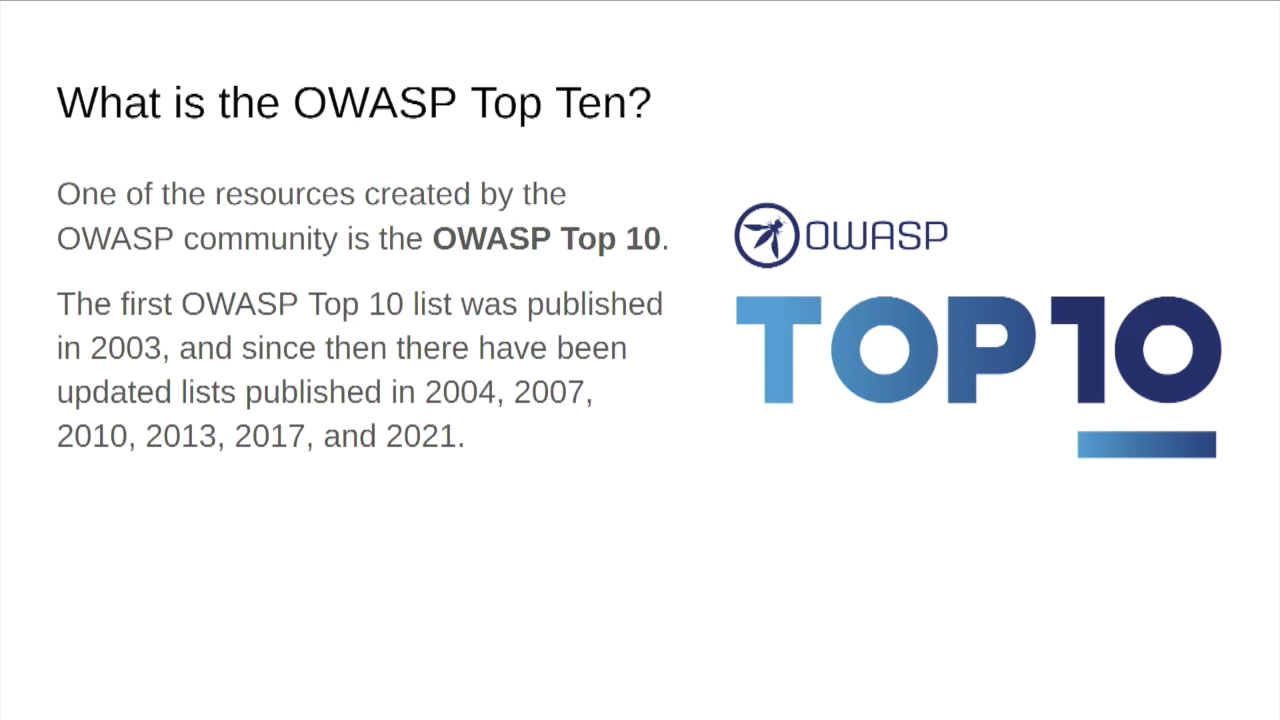 What is the OWASP Top Ten?
One of the resources created by the
OWASP community is the OWASP Top 10.
The first OWASP Top 10 list was published
in 2003, and since then there have been
updated lists published in 2004, 2007,
2010, 2013, 2017, and 2021.
OWASP
TOP10